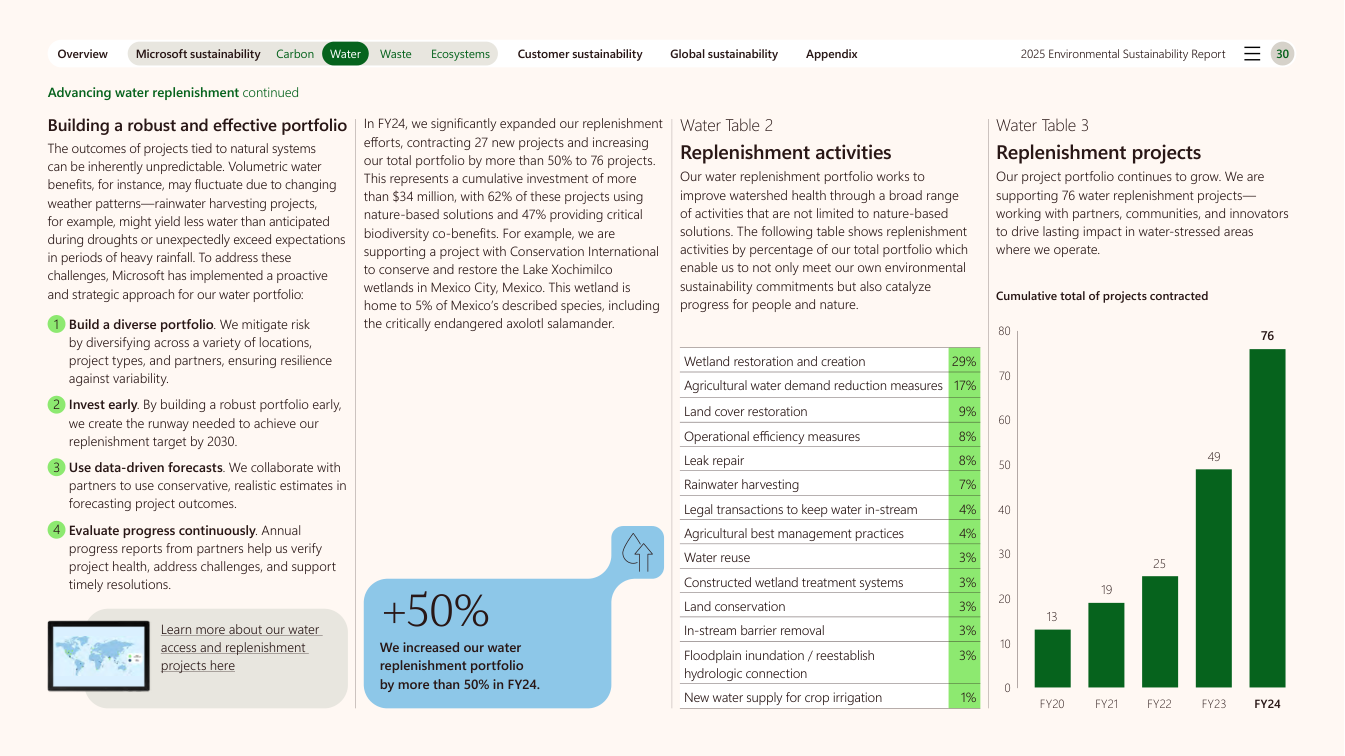 Overview
Microsoft sustainability
Carbon
Water
Waste
Ecosystems
Customer sustainability
Global sustainability
Appendix
2025 Environmental Sustainability Report
30
Advancing water replenishment continued
Building a robust and effective portfolio
The outcomes of projects tied to natural systems
can be inherently unpredictable. Volumetric water
benefits, for instance, may fluctuate due to changing
weather patterns—rainwater harvesting projects,
for example, might yield less water than anticipated
during droughts or unexpectedly exceed expectations
in periods of heavy rainfall. To address these
challenges, Microsoft has implemented a proactive
and strategic approach for our water portfolio:
1 Build a diverse portfolio. We mitigate risk
by diversifying across a variety of locations,
project types, and partners, ensuring resilience
against variability.
2 Invest early. By building a robust portfolio early,
we create the runway needed to achieve our
replenishment target by 2030.
3 Use data-driven forecasts. We collaborate with
partners to use conservative, realistic estimates in
forecasting project outcomes.
4 Evaluate progress continuously. Annual
progress reports from partners help us verify
project health, address challenges, and support
timely resolutions.
Learn more about our water
access and replenishment
projects here
In FY24, we significantly expanded our replenishment
efforts, contracting 27 new projects and increasing
our total portfolio by more than 50% to 76 projects.
This represents a cumulative investment of more
than $34 million, with 62% of these projects using
nature-based solutions and 47% providing critical
biodiversity co-benefits. For example, we are
supporting a project with Conservation International
to conserve and restore the Lake Xochimilco
wetlands in Mexico City, Mexico. This wetland is
home to 5% of Mexico's described species, including
the critically endangered axolotl salamander.
+50%
We increased our water
replenishment portfolio
by more than 50% in FY24.
Water Table 2
Replenishment activities
Our water replenishment portfolio works to
improve watershed health through a broad range
of activities that are not limited to nature-based
solutions. The following table shows replenishment
activities by percentage of our total portfolio which
enable us to not only meet our own environmental
sustainability commitments but also catalyze
progress for people and nature.
Wetland restoration and creation 29%
Agricultural water demand reduction measures 17%
Land cover restoration 9%
Operational efficiency measures 8%
Leak repair 8%
Rainwater harvesting 7%
Legal transactions to keep water in-stream 4%
Agricultural best management practices 4%
Water reuse 3%
Constructed wetland treatment systems 3%
Land conservation 3%
In-stream barrier removal 3%
Floodplain inundation / reestablish 3%
hydrologic connection
New water supply for crop irrigation 1%
Water Table 3
Replenishment projects
Our project portfolio continues to grow. We are
supporting 76 water replenishment projects—
working with partners, communities, and innovators
to drive lasting impact in water-stressed areas
where we operate.
Cumulative total of projects contracted
80
70
60
50
40
30
20
10
0
13
19
25
49
76
FY20
FY21
FY22
FY23
FY24